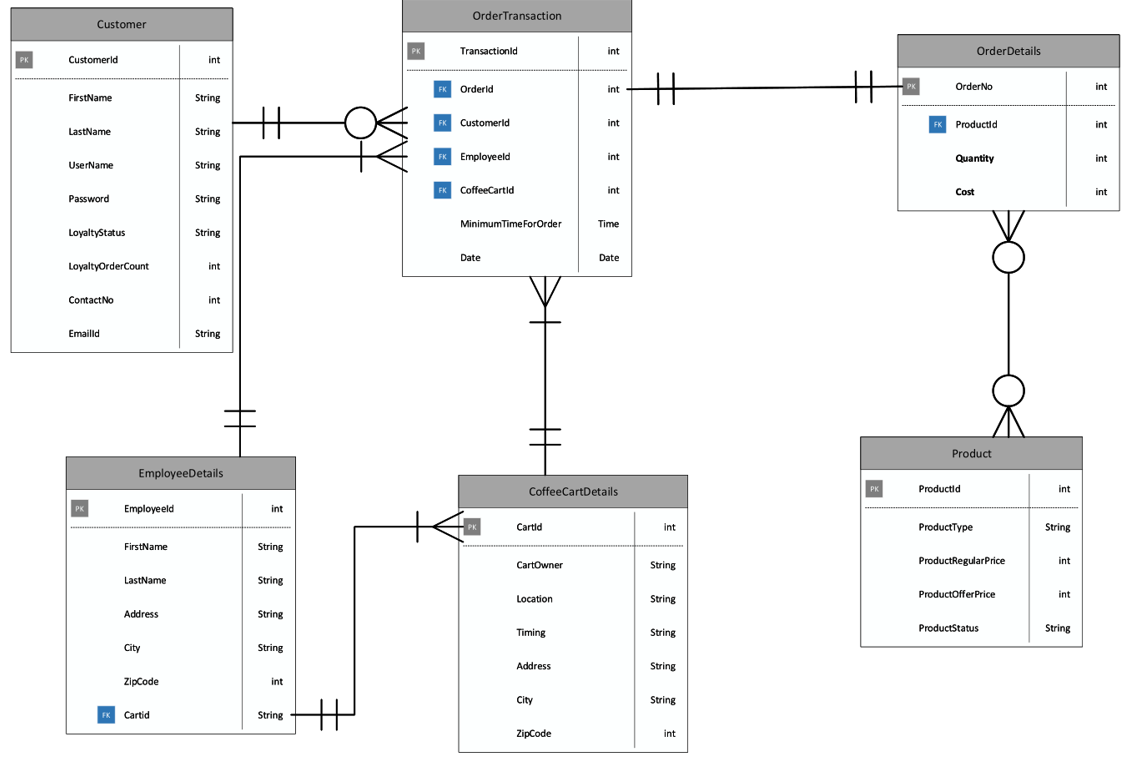 Customer
PK CustomerId int
FirstName String
LastName String
UserName String
Password String
LoyaltyStatus String
LoyaltyOrderCount int
ContactNo int
EmailId String
OrderTransaction
PK TransactionId int
FK OrderId int
FK CustomerId int
FK EmployeeId int
FK CoffeeCartId int
MinimumTimeForOrder Time
Date Date
OrderDetails
PK OrderNo int
FK ProductId int
Quantity int
Cost int
EmployeeDetails
PK EmployeeId int
FirstName String
LastName String
Address String
City String
ZipCode int
FK Cartid String
CoffeeCartDetails
PK CartId int
CartOwner String
Location String
Timing String
Address String
City String
ZipCode int
Product
PK ProductId int
ProductType String
ProductRegularPrice int
ProductOfferPrice int
ProductStatus String